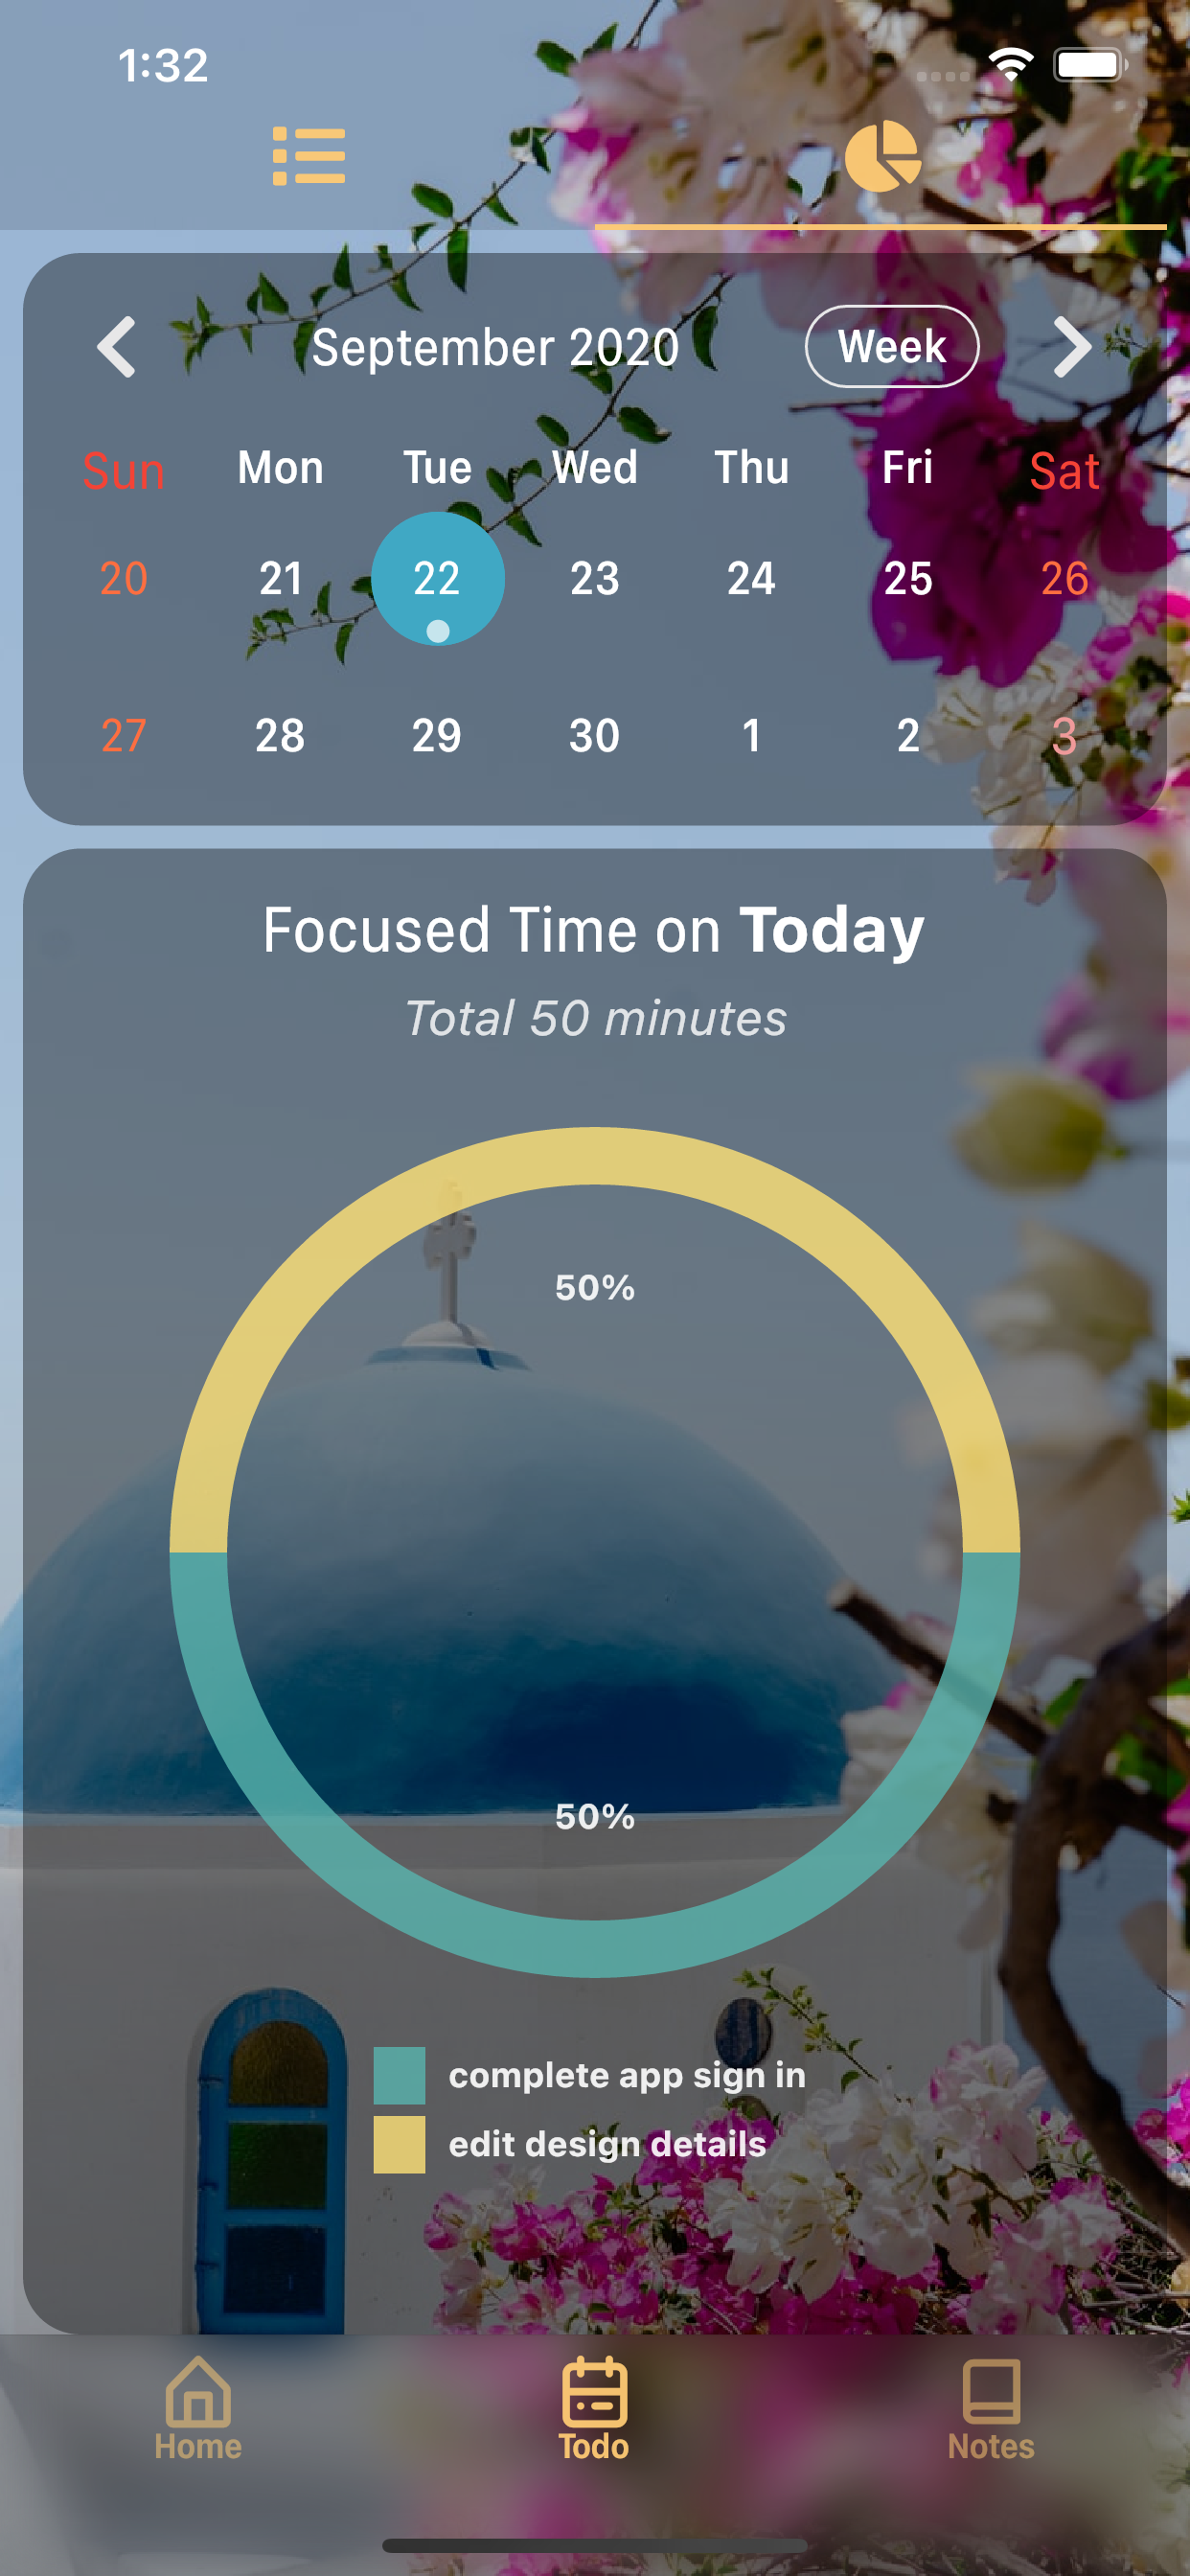 1:32
September 2020 Week
Sun Mon Tue Wed Thu Fri Sat
20 21 22 23 24 25 26
27 28 29 30 1 2 3
Focused Time on Today
Total 50 minutes
50%
50%
complete app sign in
edit design details
Home Todo Notes